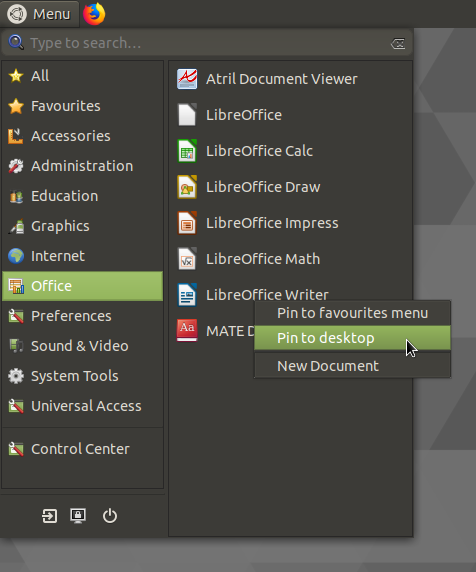 Menu
Type to search...
All
Favourites
Accessories
Administration
Education
Graphics
Internet
Office
Preferences
Sound & Video
System Tools
Universal Access
Control Center
Atril Document Viewer
LibreOffice
LibreOffice Calc
LibreOffice Draw
LibreOffice Impress
LibreOffice Math
LibreOffice Writer
Aa
MATE
Pin to favourites menu
Pin to desktop
New Document